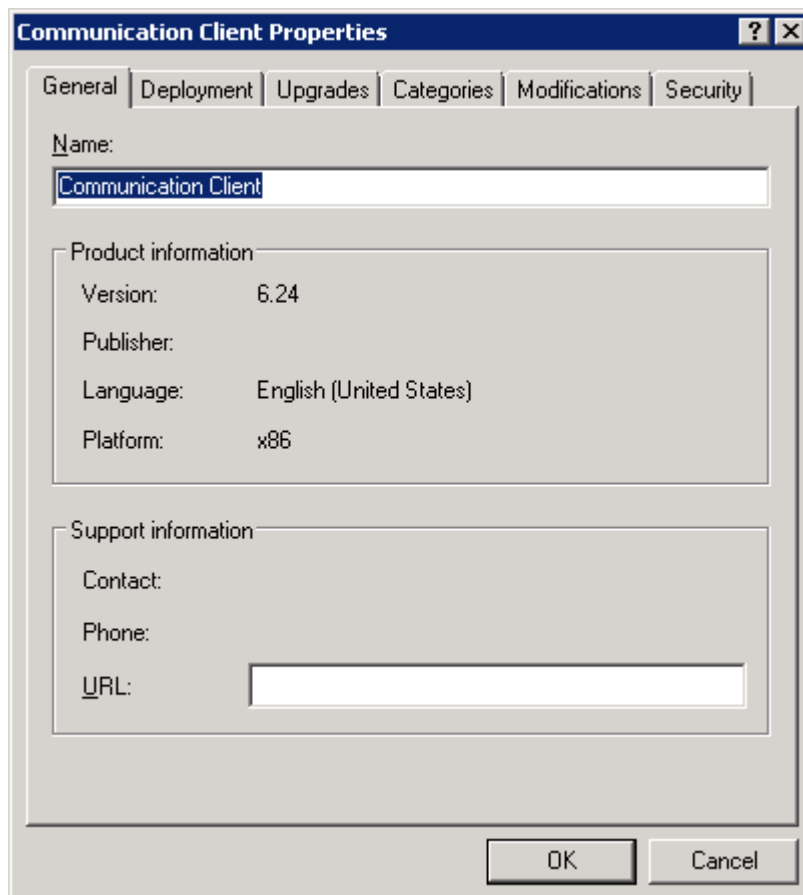 Communication Client Properties
General Deployment Upgrades Categories Modifications Security
Name:
Communication Client
Product information
Version: 6.24
Publisher:
Language: English (United States)
Platform: x86
Support information
Contact:
Phone:
URL:
OK Cancel